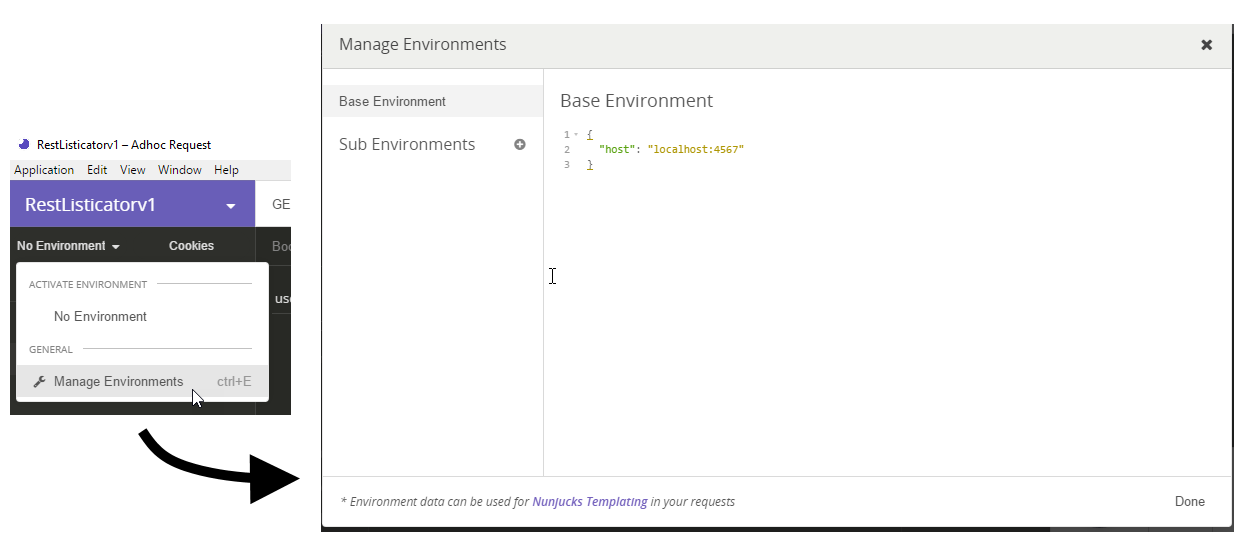 RestListicatorv1 – Adhoc Request
Application Edit View Window Help
RestListicatorv1
GE
No Environment
Cookies
Boo
ACTIVATE ENVIRONMENT
No Environment
use
GENERAL
Manage Environments ctrl+E
Manage Environments
Base Environment
Sub Environments
Base Environment
1 {
2 "host": "localhost:4567"
3 }
* Environment data can be used for Nunjucks Templating in your requests
Done